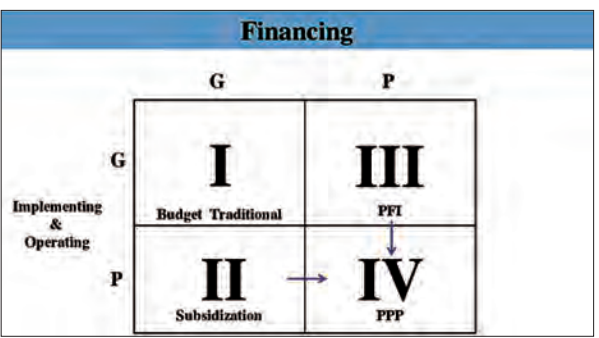 Financing
G P
G
I III
Budget Traditional PFI
Implementing
&
Operating
P
II IV
Subsidization PPP